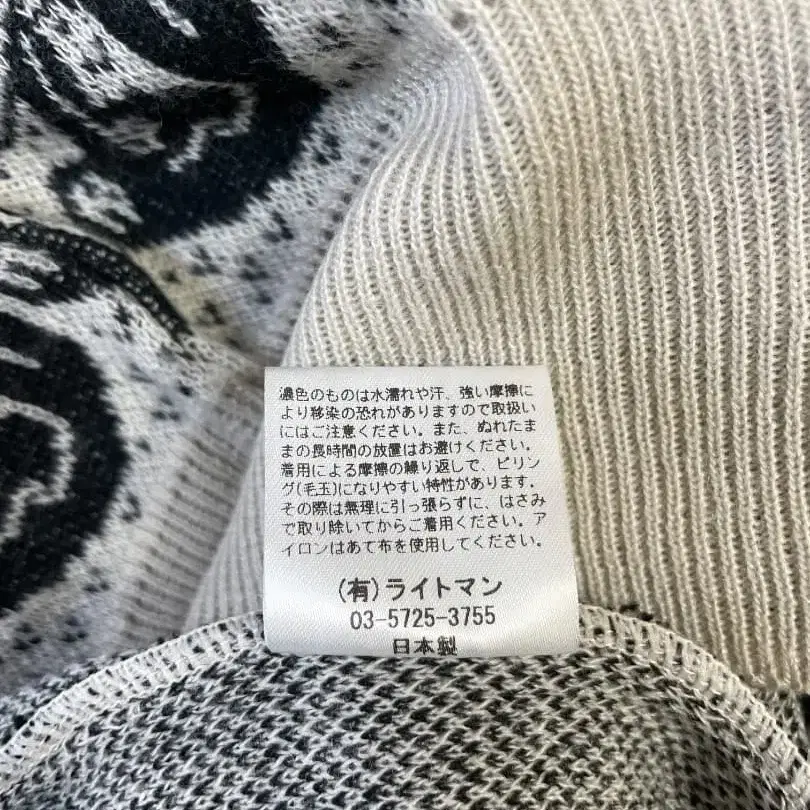 濃色のものは水濡れや汗、強い摩擦に
より移染の恐れがありますので取扱い
にはご注意ください。また、ぬれたま
まの長時間の放置はお避けください。
着用による摩擦の繰り返しで、ピリン
グ(毛玉)になりやすい特性があります。
その際は無理に引っ張らずに、はさみ
で取り除いてからご着用ください。ア
イロンはあて布を使用してください。
(有)ライトマン
03-5725-3755
日本製